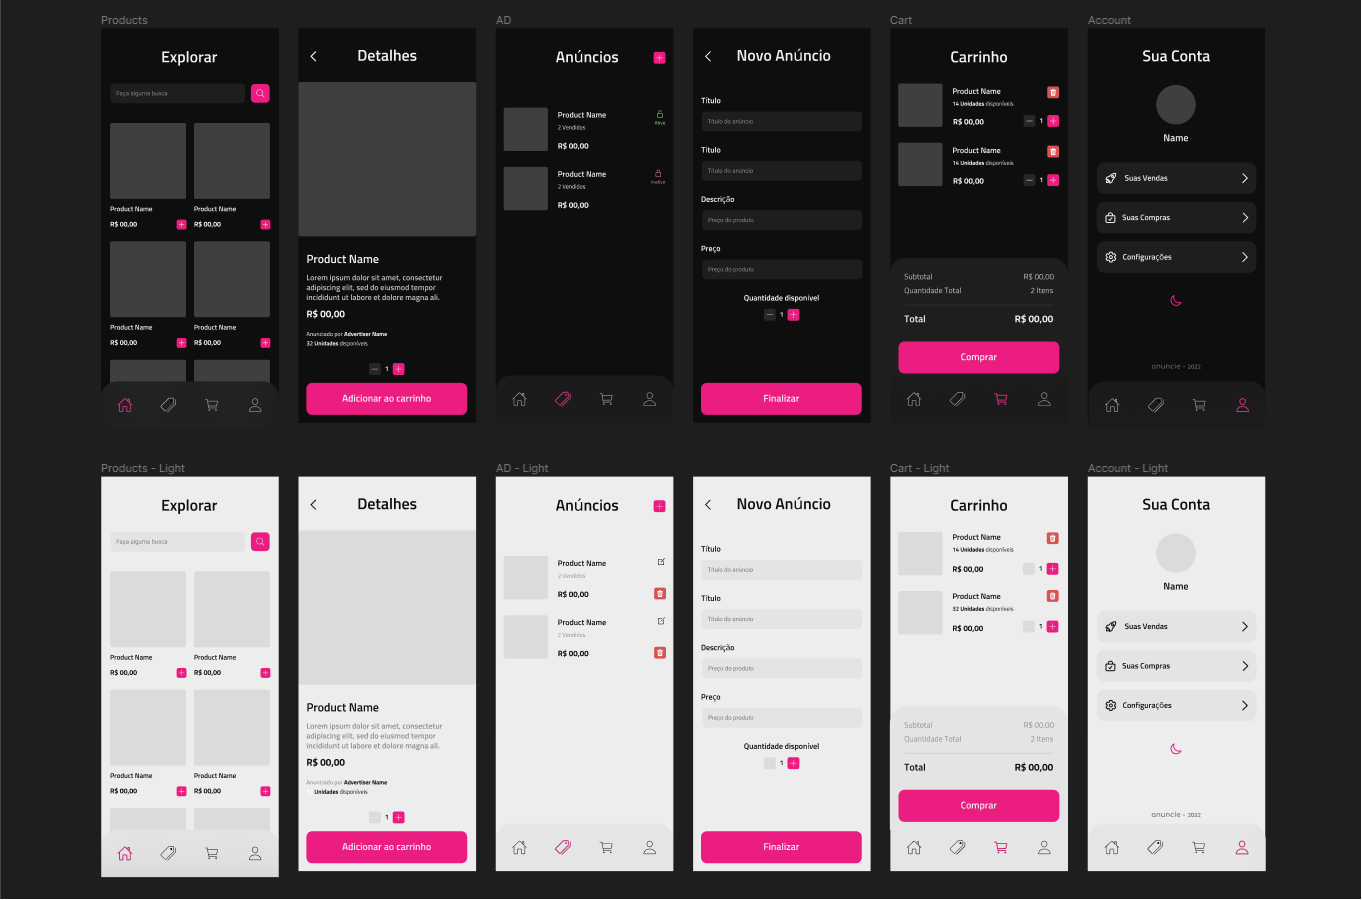 Products
Explorar
Faça alguma busca
Product Name
R$ 00,00
Product Name
R$ 00,00
Product Name
R$ 00,00
Product Name
R$ 00,00
Detalhes
Product Name
Lorem ipsum dolor sit amet, consectetur
adipiscing elit, sed do eiusmod tempor
incididunt ut labore et dolore magna ali.
R$ 00,00
Anunciado por Advertiser Name
32 Unidades disponíveis
1
Adicionar ao carrinho
AD
Anúncios
Product Name
2 Vendidos
R$ 00,00
Ativo
Product Name
2 Vendidos
R$ 00,00
Inativo
Novo Anúncio
Título
Título do anúncio
Título
Título do anúncio
Descrição
Preço do produto
Preço
Preço do produto
Quantidade disponível
1
Finalizar
Cart
Carrinho
Product Name
14 Unidades disponíveis
R$ 00,00
1
Product Name
14 Unidades disponíveis
R$ 00,00
1
Subtotal R$ 00,00
Quantidade Total 2 Itens
Total R$ 00,00
Comprar
Account
Sua Conta
Name
Suas Vendas
Suas Compras
Configurações
anuncie - 2022
Products - Light
Explorar
Faça alguma busca
Product Name
R$ 00,00
Product Name
R$ 00,00
Product Name
R$ 00,00
Product Name
R$ 00,00
Detalhes
Product Name
Lorem ipsum dolor sit amet, consectetur
adipiscing elit, sed do eiusmod tempor
incididunt ut labore et dolore magna ali.
R$ 00,00
Anunciado por Advertiser Name
Unidades disponíveis
1
Adicionar ao carrinho
AD - Light
Anúncios
Product Name
2 Vendidos
R$ 00,00
Product Name
2 Vendidos
R$ 00,00
Novo Anúncio
Título
Título do anúncio
Título
Título do anúncio
Descrição
Preço do produto
Preço
Preço do produto
Quantidade disponível
1
Finalizar
Cart - Light
Carrinho
Product Name
14 Unidades disponíveis
R$ 00,00
1
Product Name
32 Unidades disponíveis
R$ 00,00
1
Subtotal R$ 00,00
Quantidade Total 2 Itens
Total R$ 00,00
Comprar
Account - Light
Sua Conta
Name
Suas Vendas
Suas Compras
Configurações
anuncie - 2022